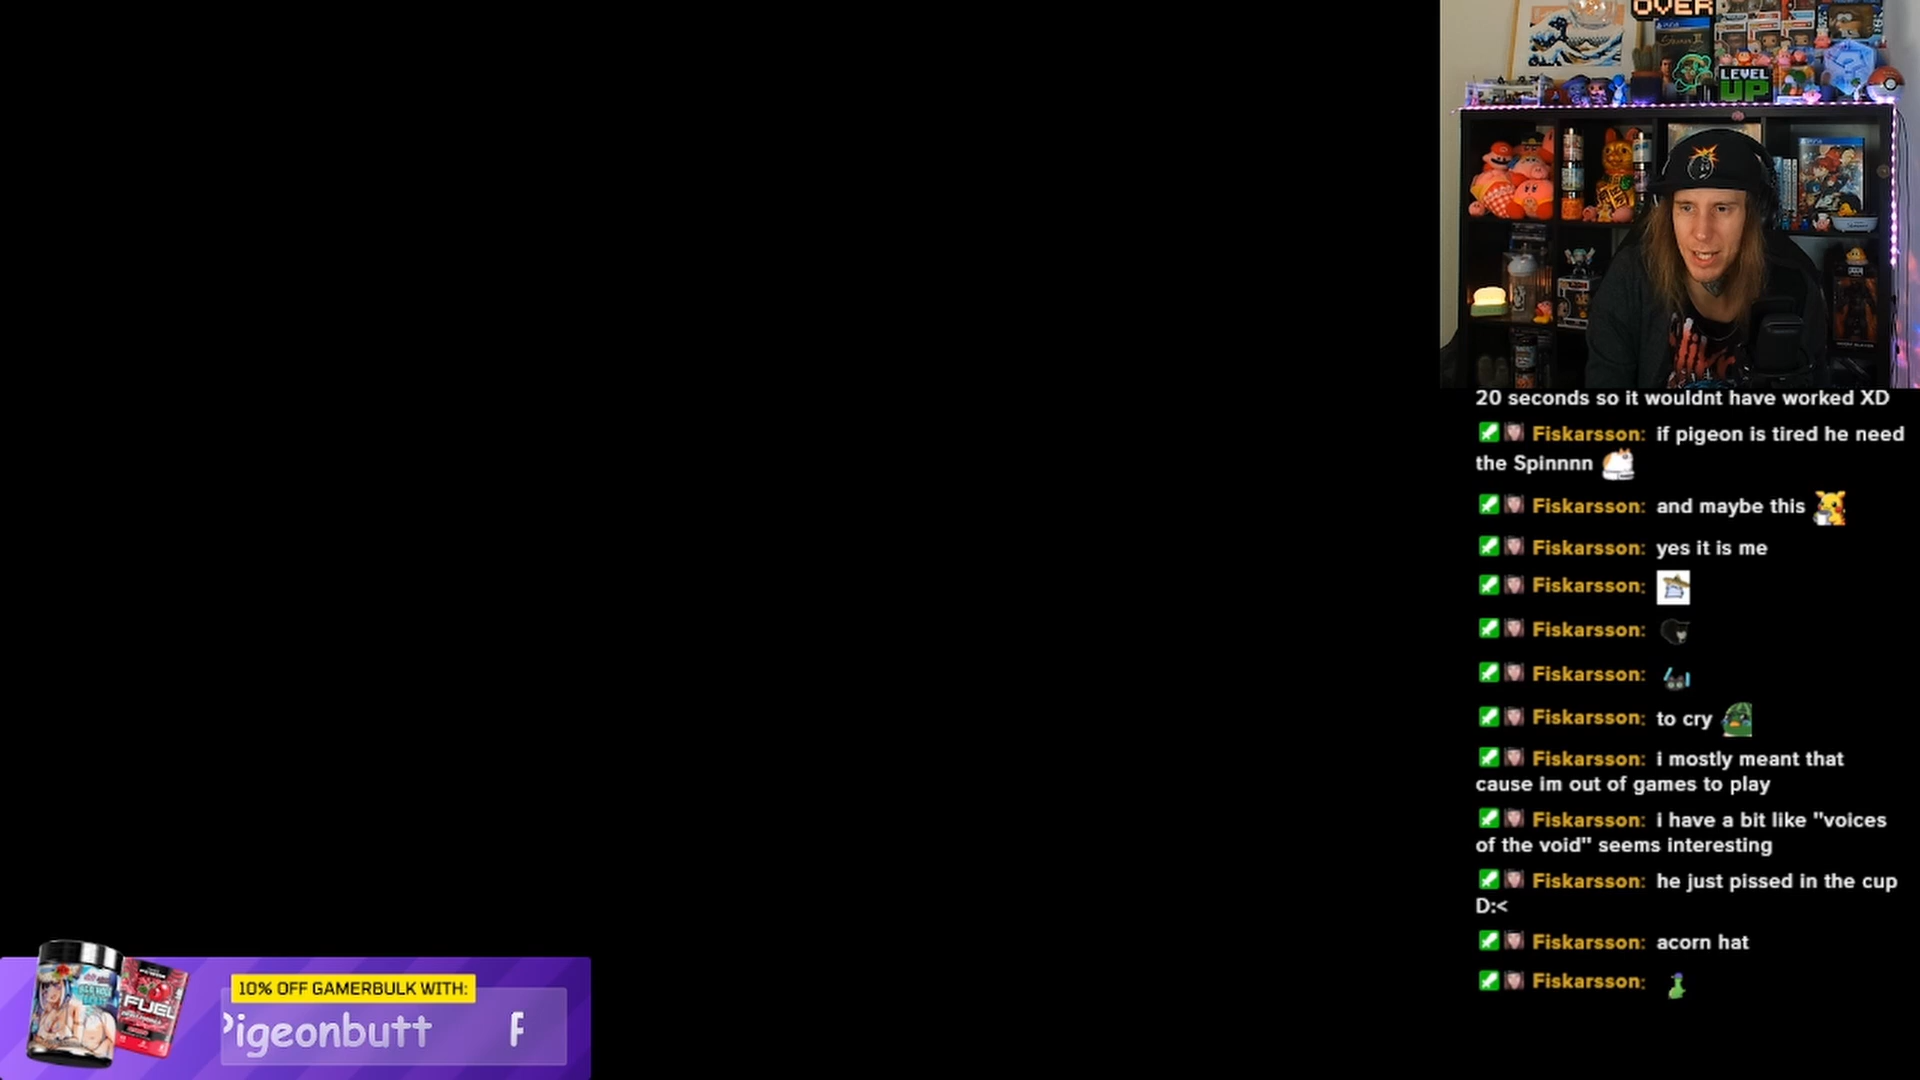 OVER
LEVEL
UP
20 seconds so it wouldnt have worked XD
Fiskarsson: if pigeon is tired he need
the Spinnnn
Fiskarsson: and maybe this
Fiskarsson: yes it is me
Fiskarsson:
Fiskarsson:
Fiskarsson:
Fiskarsson: to cry
Fiskarsson: i mostly meant that
cause im out of games to play
Fiskarsson: i have a bit like "voices
of the void" seems interesting
Fiskarsson: he just pissed in the cup
D:<
Fiskarsson: acorn hat
Fiskarsson:
10% OFF GAMERBULK WITH:
Pigeonbutt P
FUEL